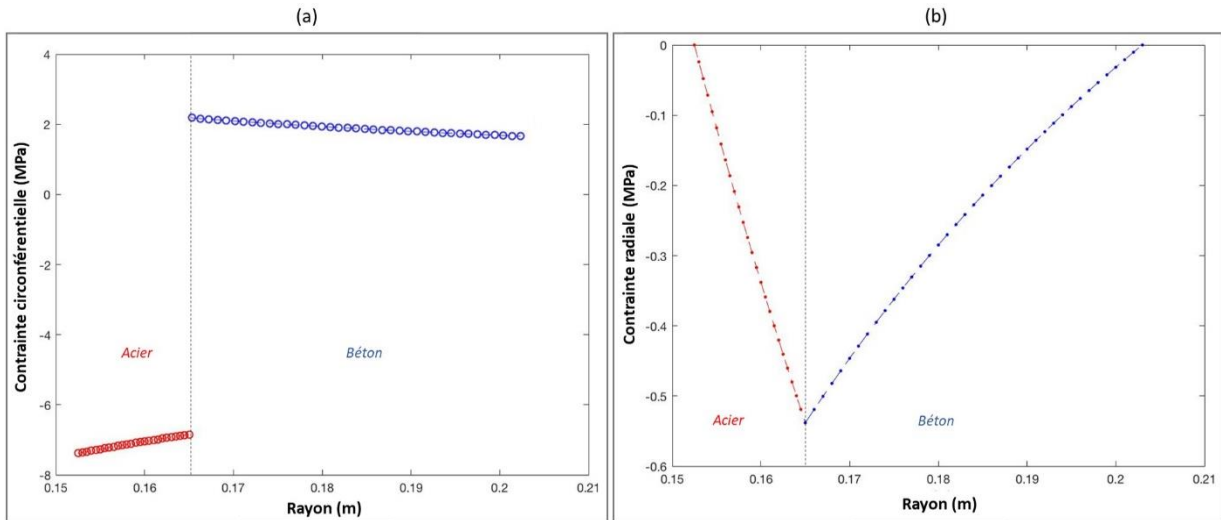 (a)
Contrainte circonférentielle (MPa)
4
2
0
-2
-4
-6
-8
Acier
Béton
0.15
0.16
0.17
0.18
0.19
0.2
0.21
Rayon (m)
(b)
Contrainte radiale (MPa)
0
-0.1
-0.2
-0.3
-0.4
-0.5
-0.6
Acier
Béton
0.15
0.16
0.17
0.18
0.19
0.2
0.21
Rayon (m)